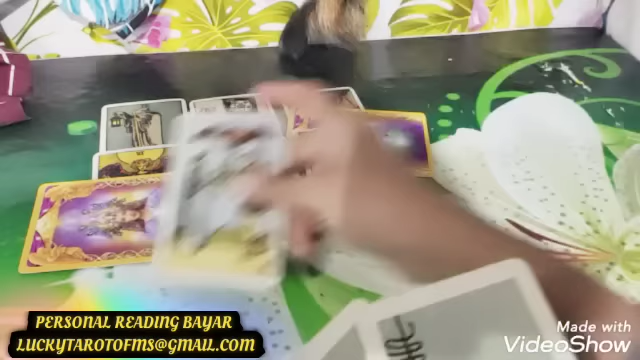 PERSONAL READING BAYAR
LUCKYTAROTOFMS@GMAIL.COM
Made with
VideoShow